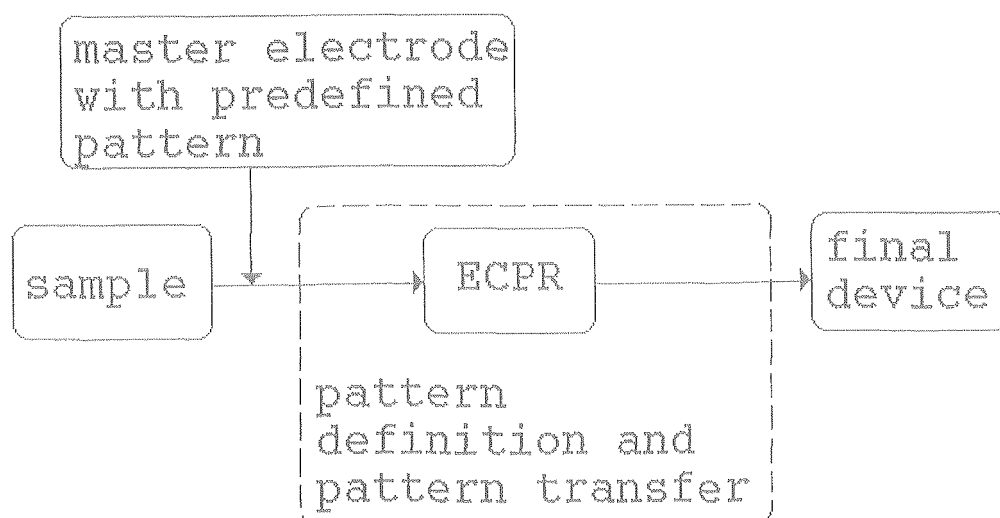 master electrode
with predefined
pattern
sample
ECPR
final
device
pattern
definition and
pattern transfer